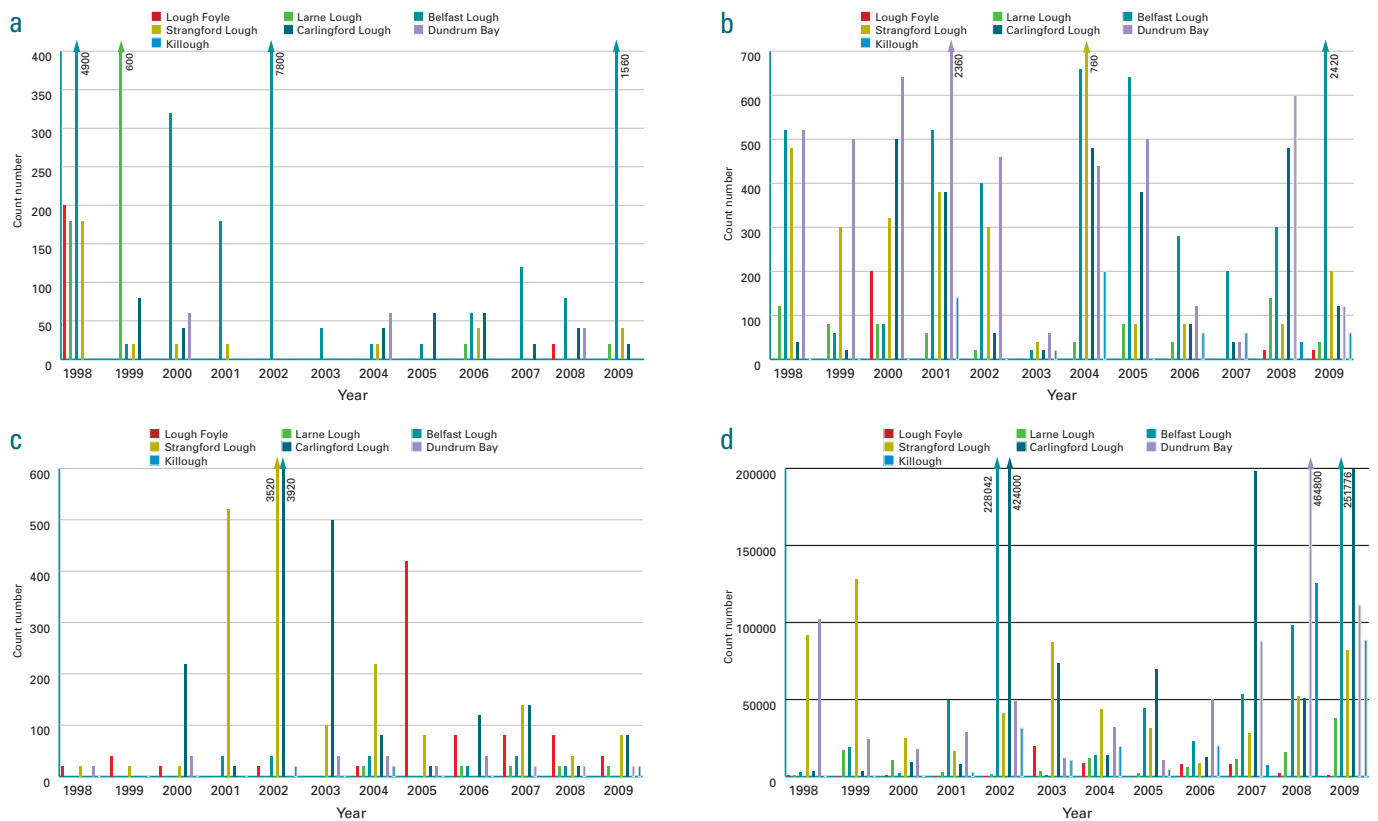 a
Lough Foyle Larne Lough Belfast Lough
Strangford Lough Carlingford Lough Dundrum Bay
Killough
400
350
300
250
200
150
100
50
0
Count number
4900
600
7800
1560
1998 1999 2000 2001 2002 2003 2004 2005 2006 2007 2008 2009
Year
b
Lough Foyle Larne Lough Belfast Lough
Strangford Lough Carlingford Lough Dundrum Bay
Killough
700
600
500
400
300
200
100
0
Count number
2360
760
2420
1998 1999 2000 2001 2002 2003 2004 2005 2006 2007 2008 2009
Year
c
Lough Foyle Larne Lough Belfast Lough
Strangford Lough Carlingford Lough Dundrum Bay
Killough
600
500
400
300
200
100
0
Count number
3520
3920
1998 1999 2000 2001 2002 2003 2004 2005 2006 2007 2008 2009
Year
d
Lough Foyle Larne Lough Belfast Lough
Strangford Lough Carlingford Lough Dundrum Bay
Killough
200000
150000
100000
50000
0
Count number
228042
424000
464800
251776
1998 1999 2000 2001 2002 2003 2004 2005 2006 2007 2008 2009
Year